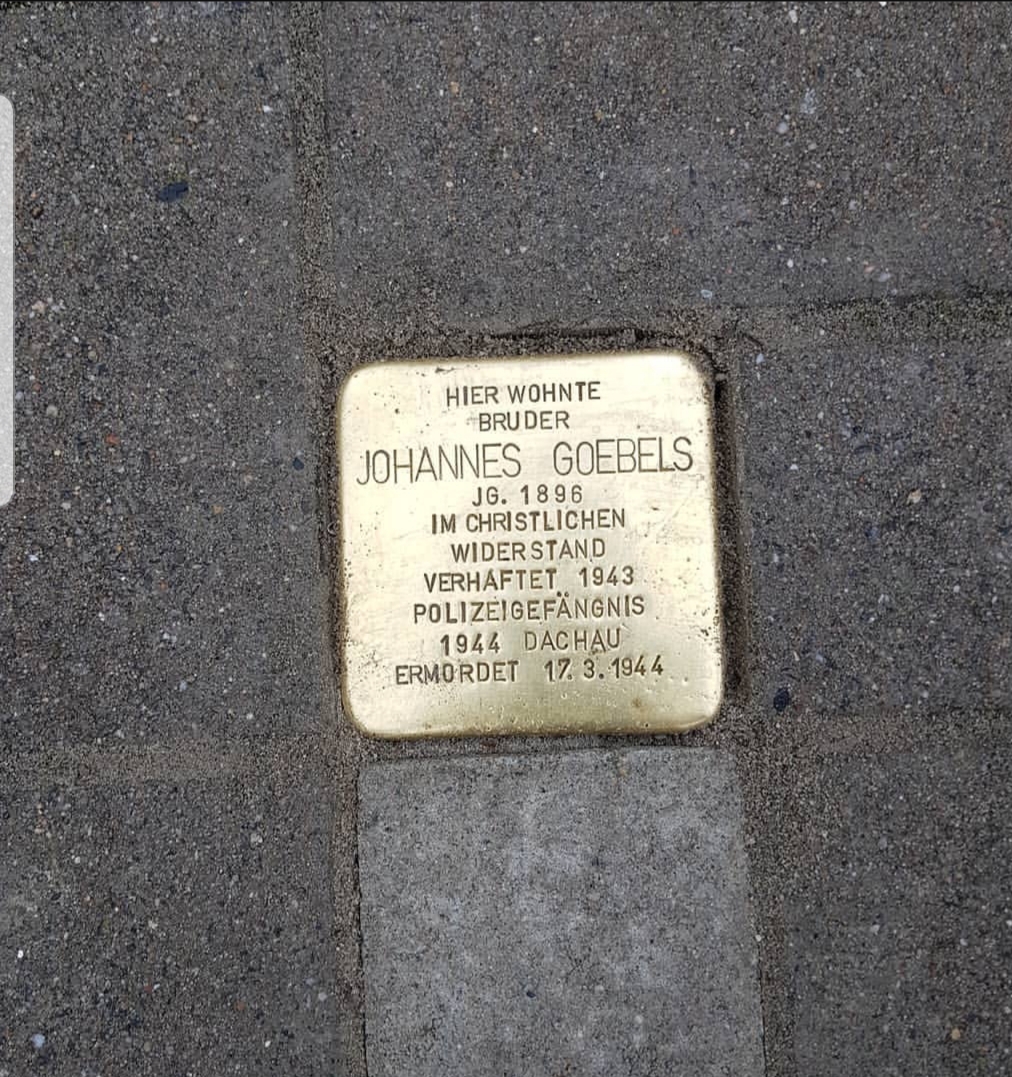 HIER WOHNTE
BRUDER
JOHANNES GOEBELS
JG. 1896
IM CHRISTLICHEN
WIDERSTAND
VERHAFTET 1943
POLIZEIGEFÄNGNIS
1944 DACHAU
ERMORDET 17.3.1944